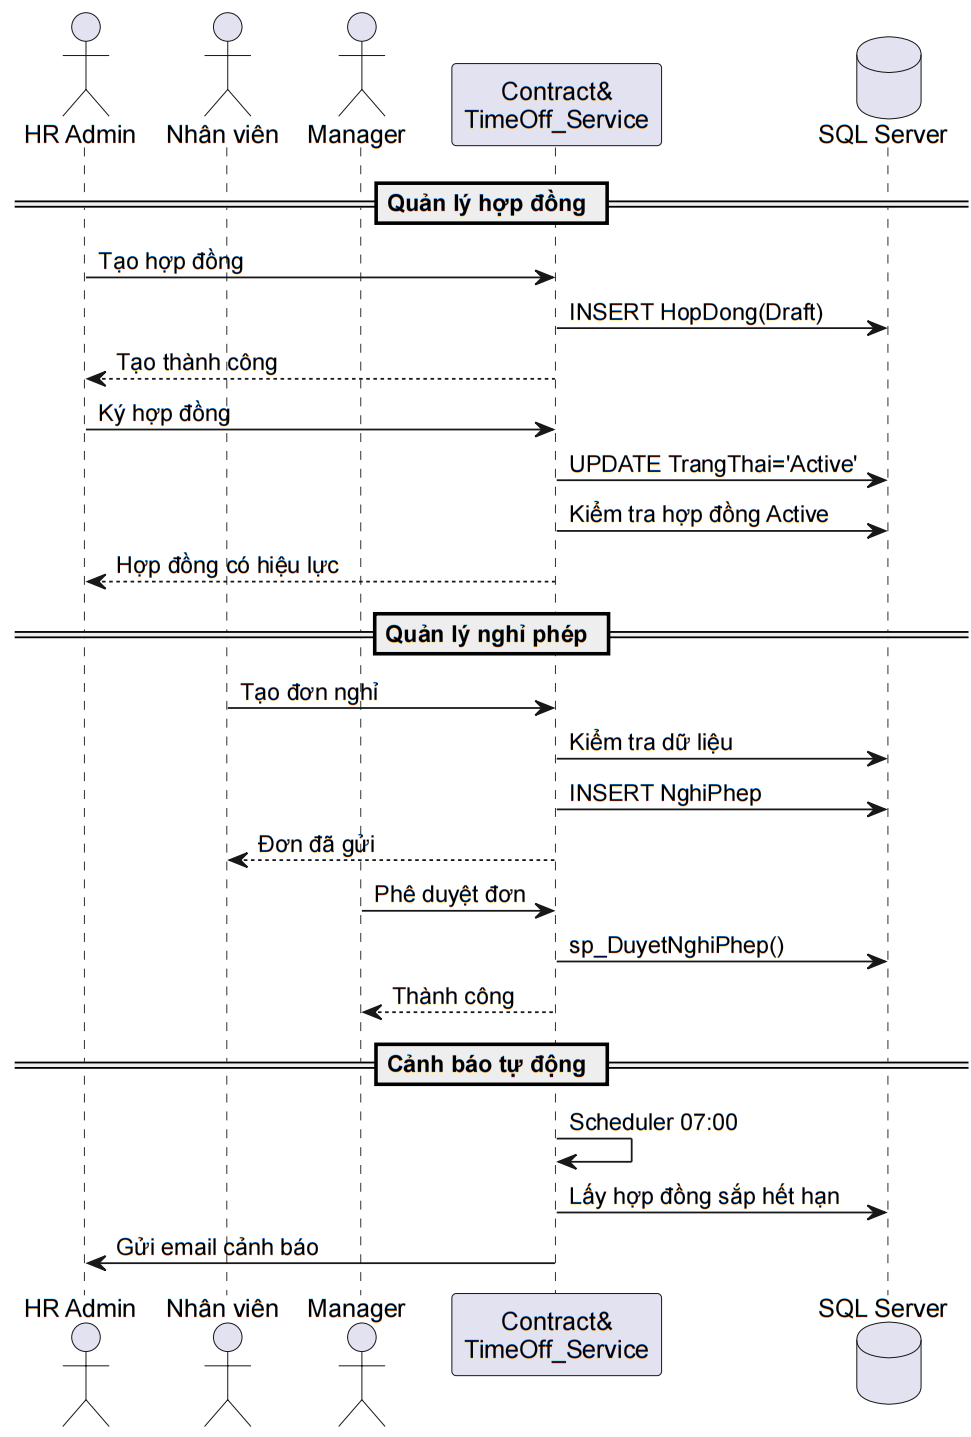 HR Admin
Nhân viên
Manager
Contract&
TimeOff_Service
SQL Server
Quản lý hợp đồng
Tạo hợp đồng
INSERT HopDong(Draft)
Tạo thành công
Ký hợp đồng
UPDATE TrangThai='Active'
Kiểm tra hợp đồng Active
Hợp đồng có hiệu lực
Quản lý nghỉ phép
Tạo đơn nghỉ
Kiểm tra dữ liệu
INSERT NghiPhep
Đơn đã gửi
Phê duyệt đơn
sp_DuyetNghiPhep()
Thành công
Cảnh báo tự động
Scheduler 07:00
Lấy hợp đồng sắp hết hạn
Gửi email cảnh báo
HR Admin
Nhân viên
Manager
Contract&
TimeOff_Service
SQL Server